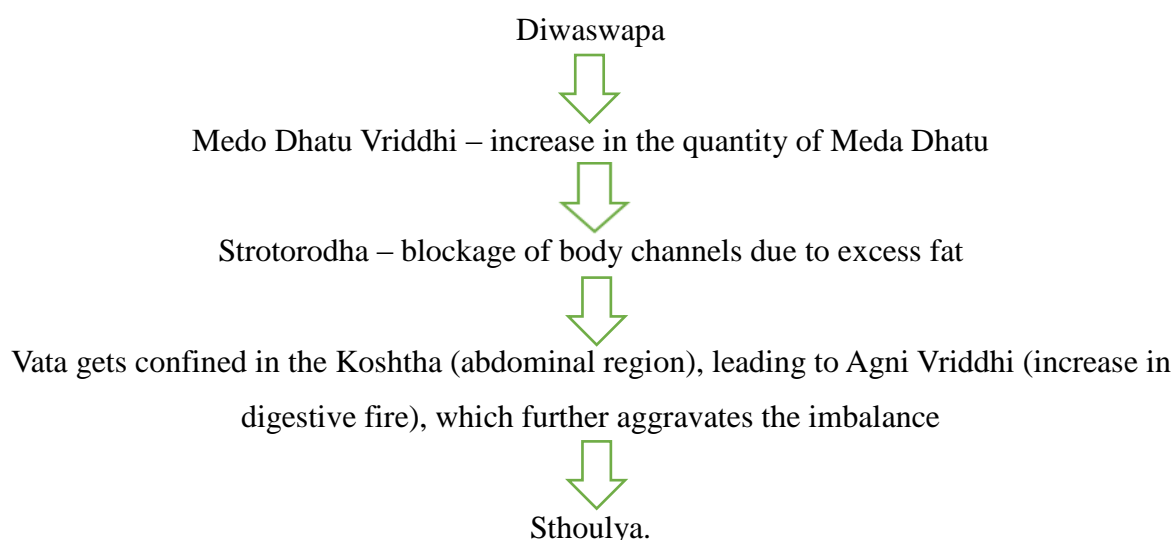 Diwaswapa
Medo Dhatu Vriddhi – increase in the quantity of Meda Dhatu
Strotorodha – blockage of body channels due to excess fat
Vata gets confined in the Koshtha (abdominal region), leading to Agni Vriddhi (increase in
digestive fire), which further aggravates the imbalance
Sthoulya.